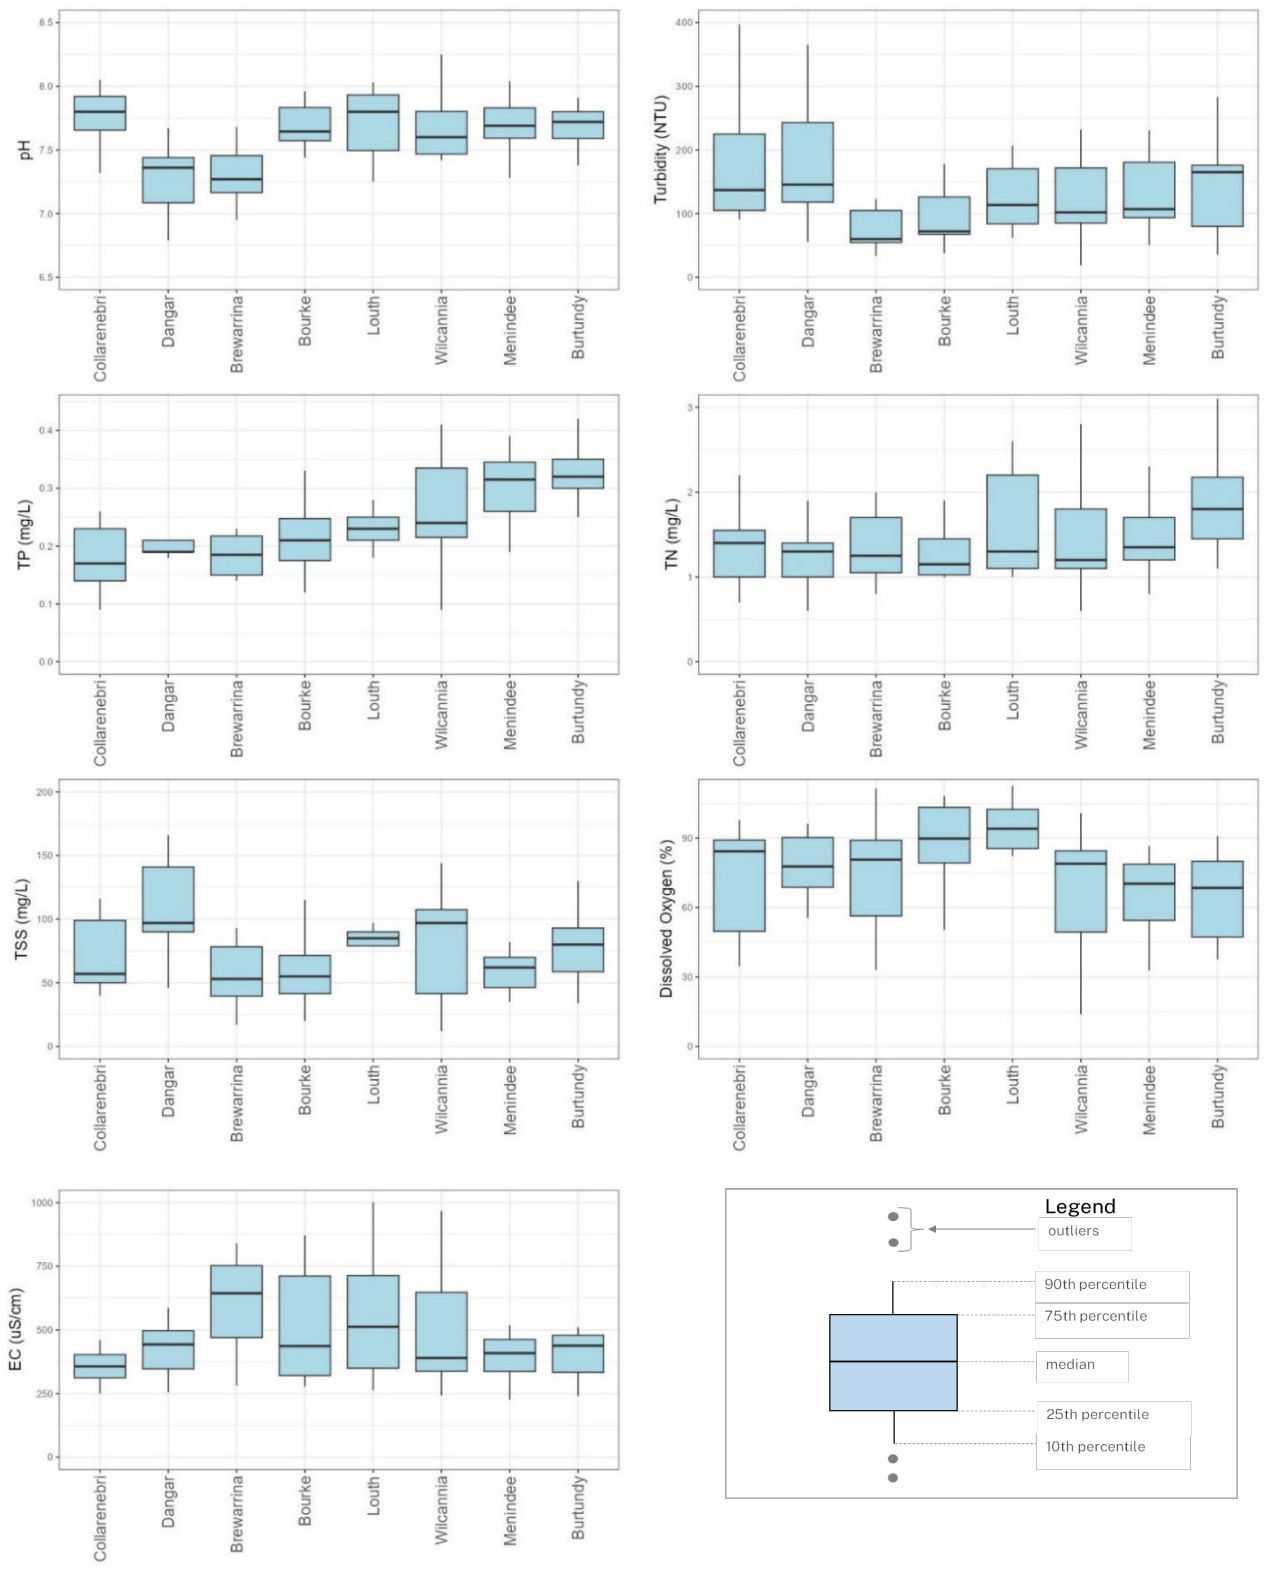 pH
8.5
8.0
7.5
7.0
6.5
Collarenebri
Dangar
Brewarrina
Bourke
Louth
Wilcannia
Menindee
Burtundy
Turbidity (NTU)
400
300
200
100
0
Collarenebri
Dangar
Brewarrina
Bourke
Louth
Wilcannia
Menindee
Burtundy
TP (mg/L)
0.4
0.3
0.2
0.1
0.0
Collarenebri
Dangar
Brewarrina
Bourke
Louth
Wilcannia
Menindee
Burtundy
TN (mg/L)
3
2
1
0
Collarenebri
Dangar
Brewarrina
Bourke
Louth
Wilcannia
Menindee
Burtundy
TSS (mg/L)
200
150
100
50
0
Collarenebri
Dangar
Brewarrina
Bourke
Louth
Wilcannia
Menindee
Burtundy
Dissolved Oxygen (%)
90
60
30
0
Collarenebri
Dangar
Brewarrina
Bourke
Louth
Wilcannia
Menindee
Burtundy
EC (uS/cm)
1000
750
500
250
0
Collarenebri
Dangar
Brewarrina
Bourke
Louth
Wilcannia
Menindee
Burtundy
Legend
outliers
90th percentile
75th percentile
median
25th percentile
10th percentile